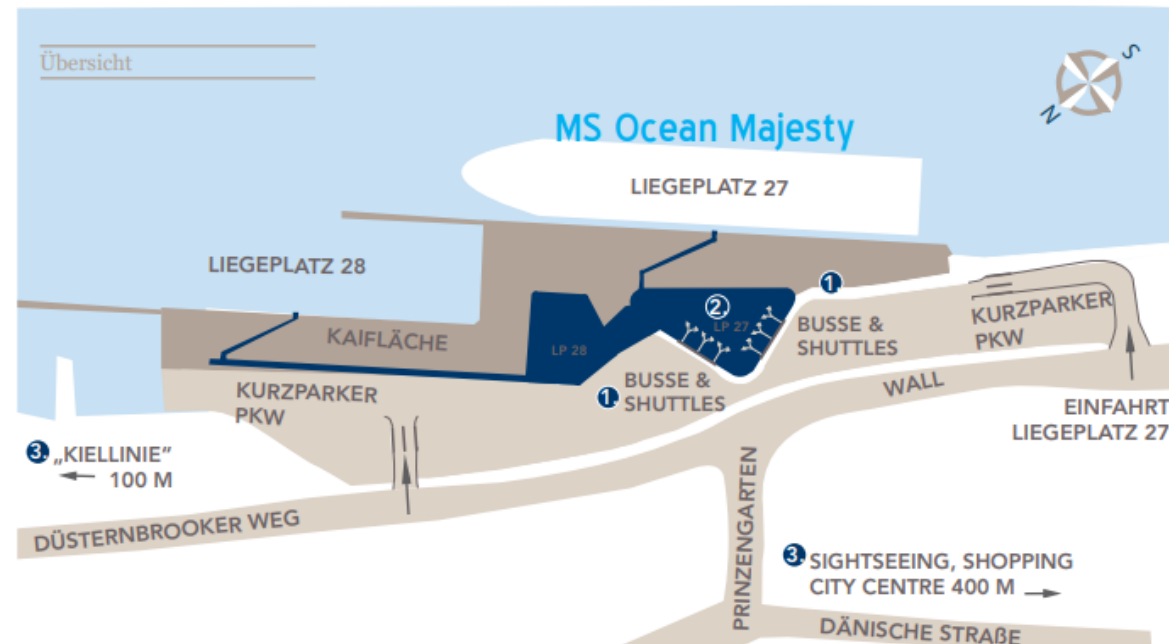 Übersicht
S
N
MS Ocean Majesty
LIEGEPLATZ 27
LIEGEPLATZ 28
1.
2.
LP 27
KURZPARKER
PKW
BUSSE &
SHUTTLES
KAIFLÄCHE
LP 28
KURZPARKER
PKW
1.
BUSSE &
SHUTTLES
WALL
EINFAHRT
LIEGEPLATZ 27
3. „KIELLINIE"
100 M
DÜSTERNBROOKER WEG
PRINZENGARTEN
3. SIGHTSEEING, SHOPPING
CITY CENTRE 400 M
DÄNISCHE STRAßE